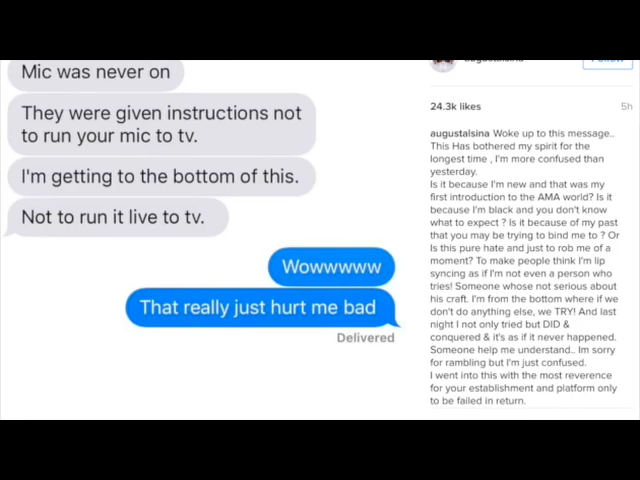 Mic was never on
They were given instructions not
to run your mic to tv.
I'm getting to the bottom of this.
Not to run it live to tv.
Wowwwww
That really just hurt me bad
Delivered
24.3k likes
5h
augustalsina Woke up to this message..
This Has bothered my spirit for the
longest time , I'm more confused than
yesterday.
Is it because I'm new and that was my
first introduction to the AMA world? Is it
because I'm black and you don't know
what to expect ? Is it because of my past
that you may be trying to bind me to ? Or
Is this pure hate and just to rob me of a
moment? To make people think I'm lip
syncing as if I'm not even a person who
tries! Someone whose not serious about
his craft. I'm from the bottom where if we
don't do anything else, we TRY! And last
night I not only tried but DID &
conquered & it's as if it never happened.
Someone help me understand.. Im sorry
for rambling but I'm just confused.
I went into this with the most reverence
for your establishment and platform only
to be failed in return.